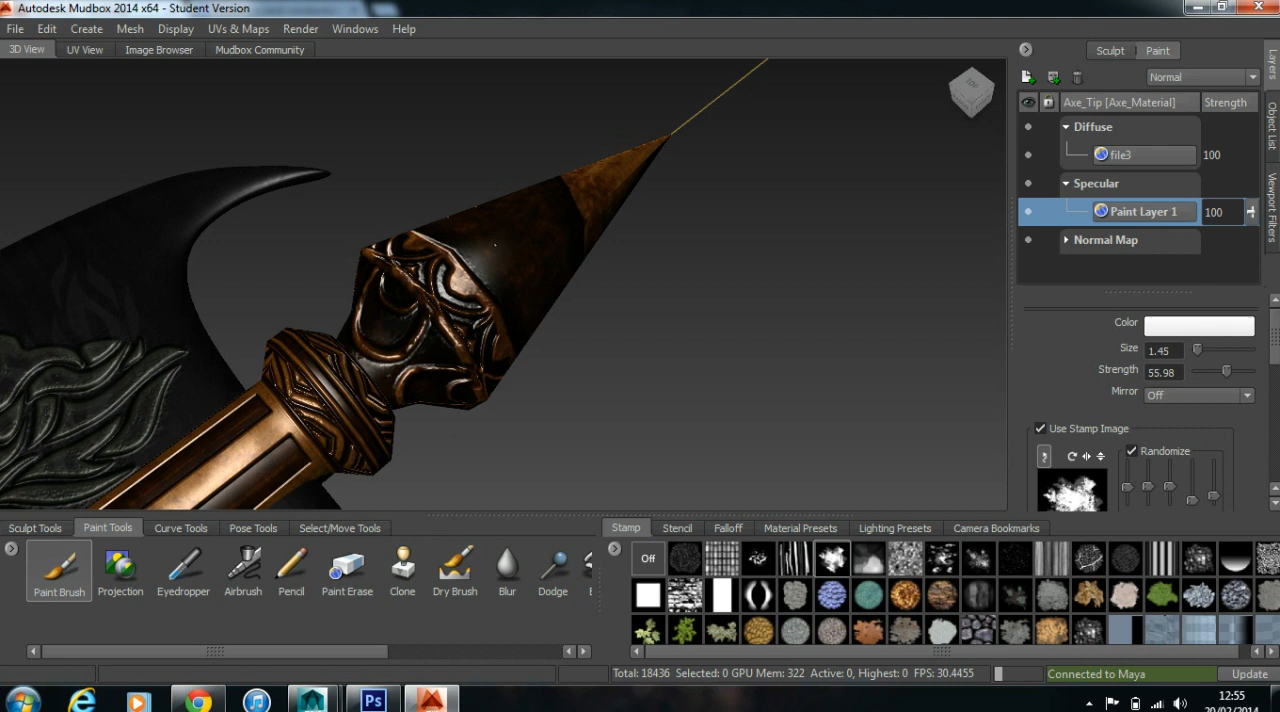 Autodesk Mudbox 2014 x64 - Student Version
File Edit Create Mesh Display UVs & Maps Render Windows Help
3D View UV View Image Browser Mudbox Community
Sculpt Paint
Normal
Axe_Tip [Axe_Material] Strength
Diffuse
file3 100
Specular
Paint Layer 1 100
Normal Map
Layers
Object List
Viewport Filters
TOP
Color
Size 1.45
Strength 55.98
Mirror Off
Use Stamp Image
Randomize
Sculpt Tools Paint Tools Curve Tools Pose Tools Select/Move Tools
Stamp Stencil Falloff Material Presets Lighting Presets Camera Bookmarks
Off
Paint Brush Projection Eyedropper Airbrush Pencil Paint Erase Clone Dry Brush Blur Dodge
Total: 18436 Selected: 0 GPU Mem: 322 Active: 0, Highest: 0 FPS: 30.4455
Connected to Maya
Update
Ps
12:55
20/02/2014